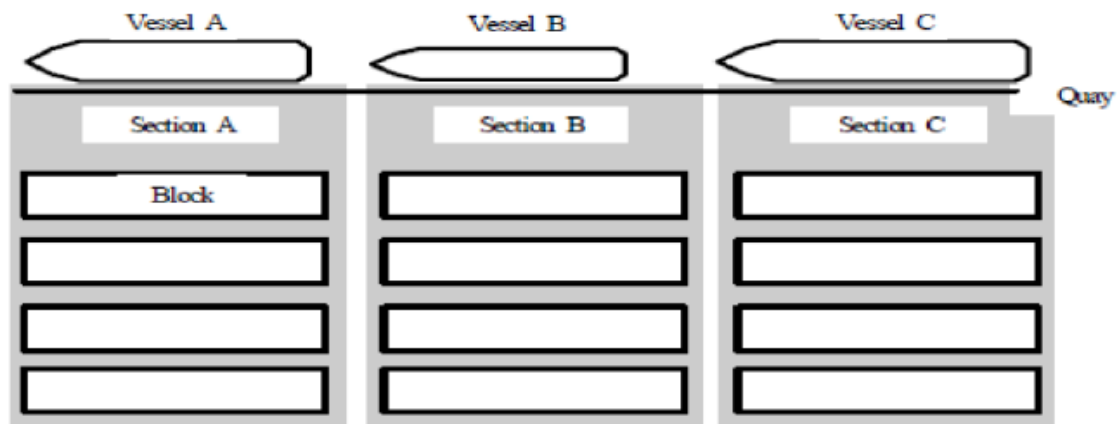 Vessel A
Vessel B
Vessel C
Quay
Section A
Section B
Section C
Block